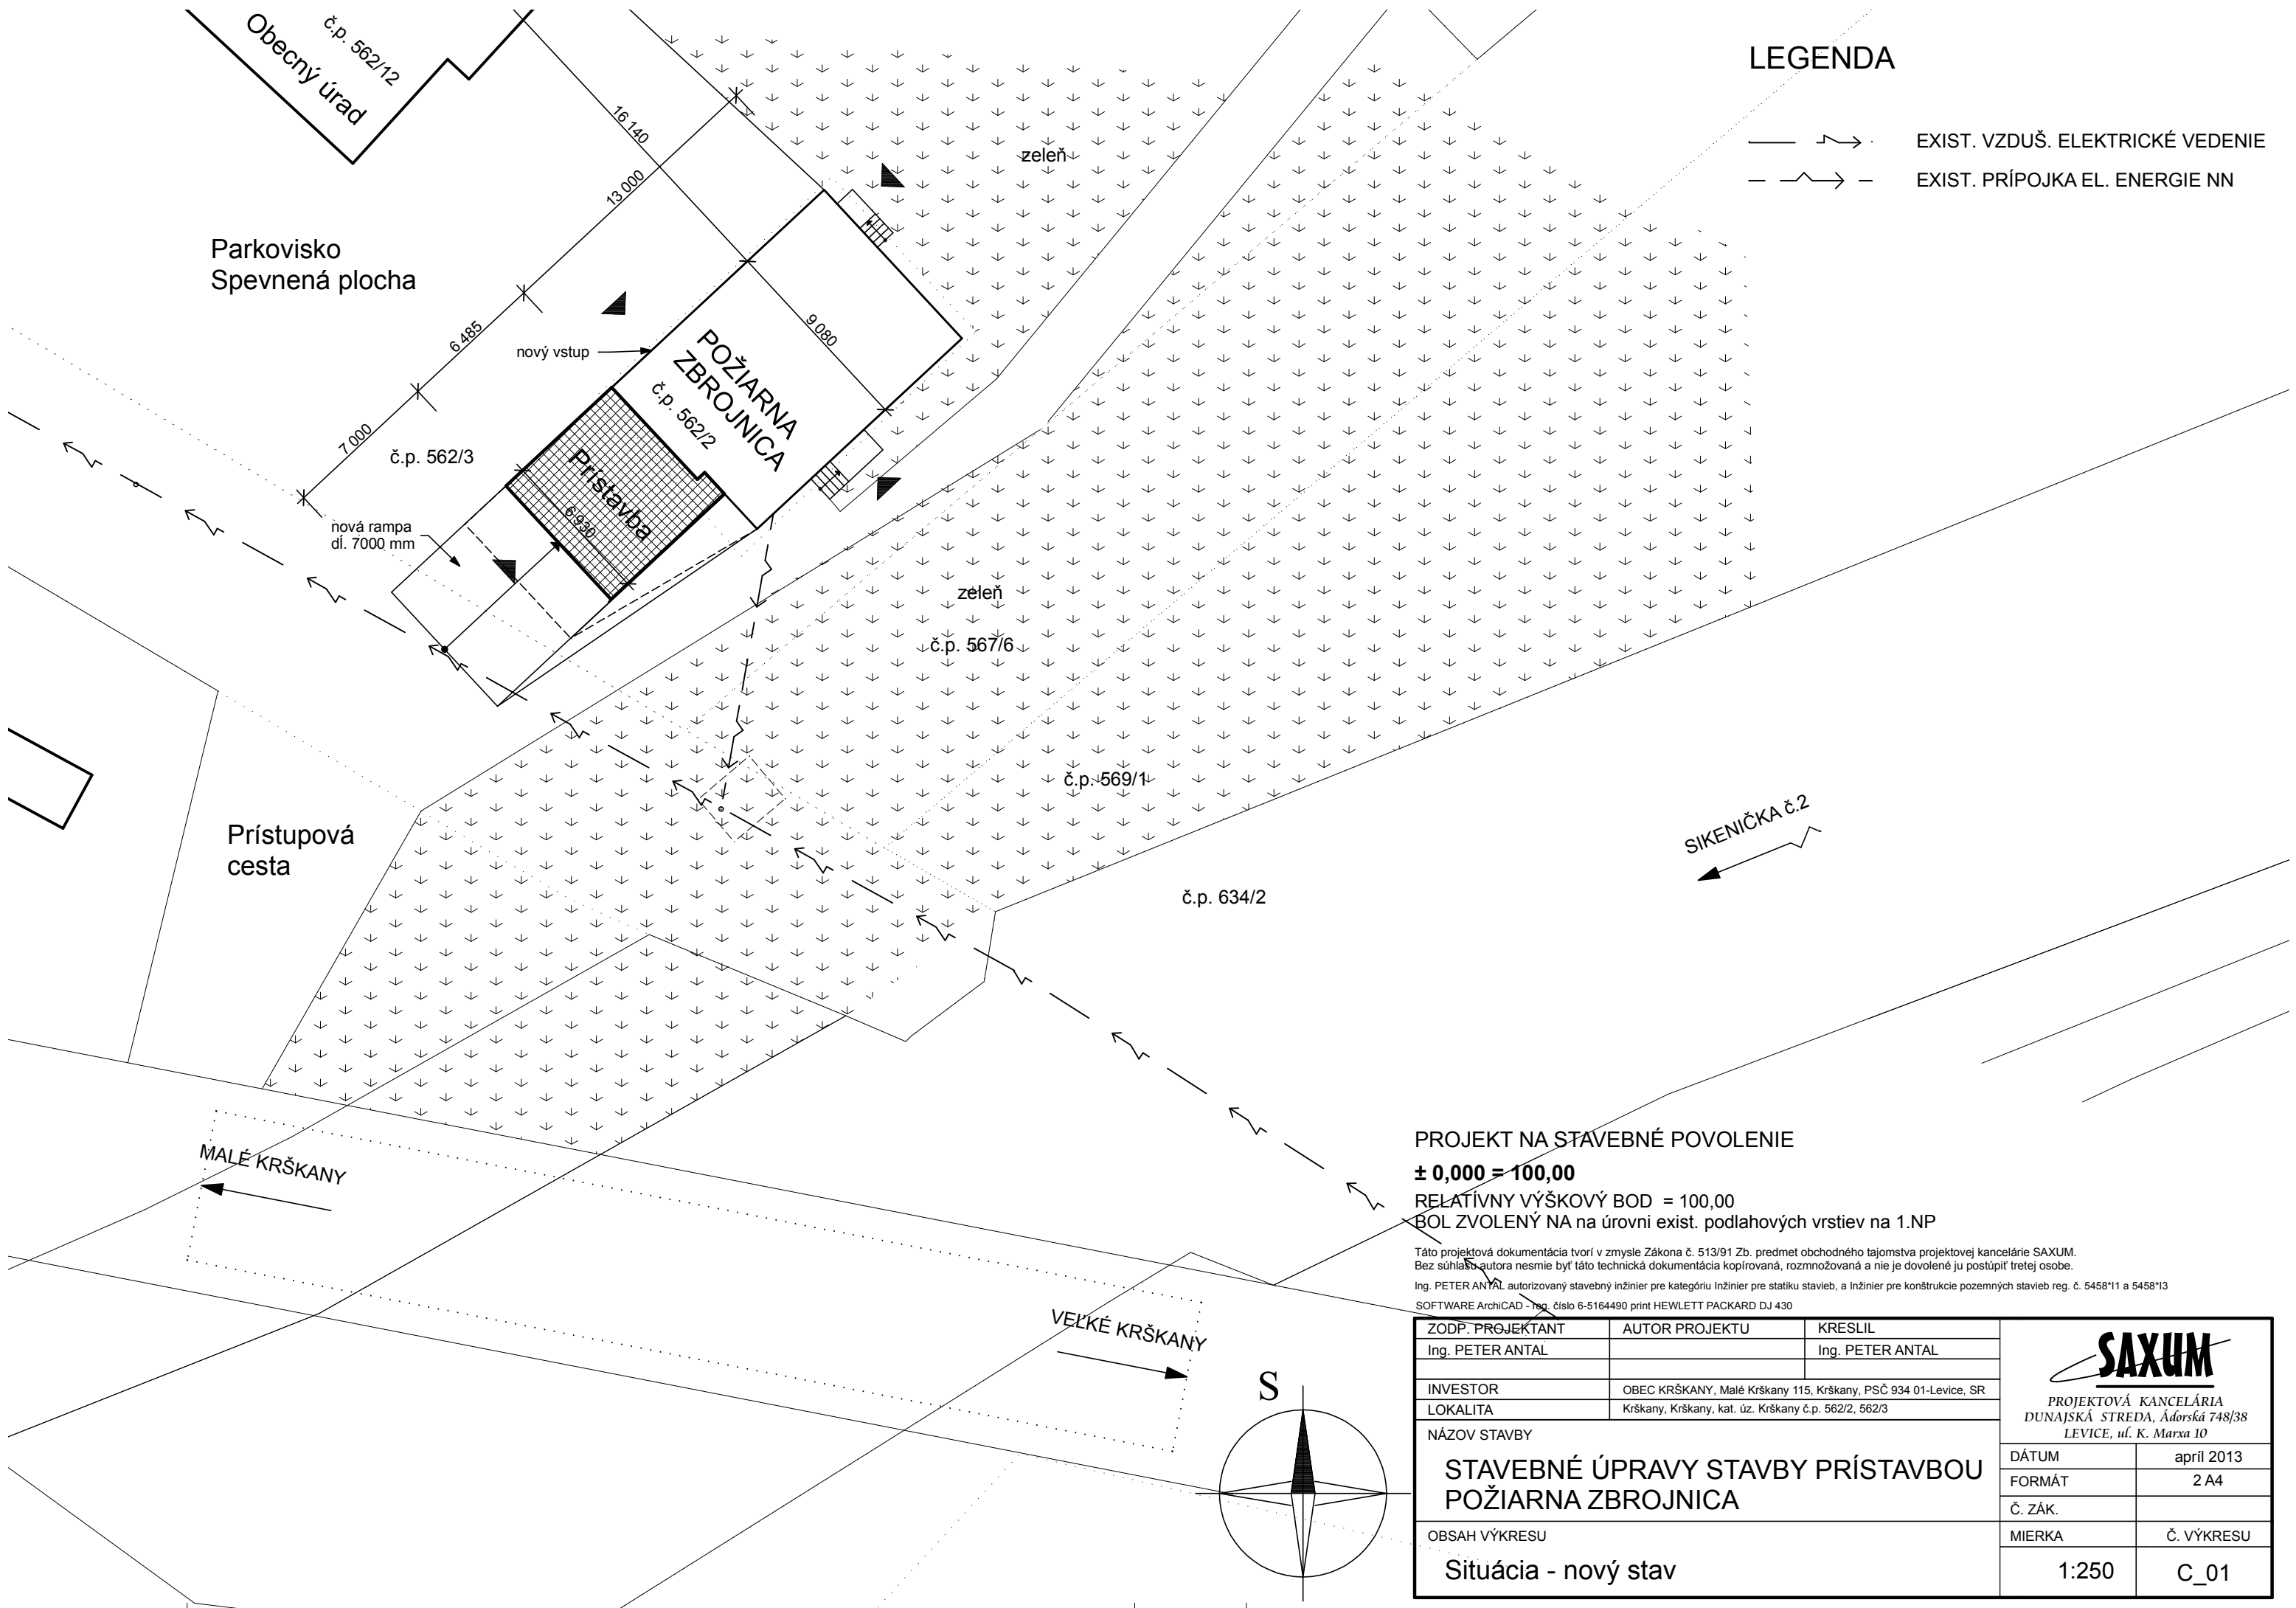 č.p. 562/12
Obecný úrad
16 140
13 000
6 485
7 000
9 080
6 930
Parkovisko
Spevnená plocha
nový vstup
POŽIARNA
ZBROJNICA
č.p. 562/2
Prístavba
č.p. 562/3
nová rampa
dĺ. 7000 mm
zeleň
zeleň
č.p. 567/6
č.p. 569/1
č.p. 634/2
SIKENIČKA č.2
Prístupová
cesta
MALÉ KRŠKANY
VEĽKÉ KRŠKANY
S
LEGENDA
EXIST. VZDUŠ. ELEKTRICKÉ VEDENIE
EXIST. PRÍPOJKA EL. ENERGIE NN
PROJEKT NA STAVEBNÉ POVOLENIE
± 0,000 = 100,00
RELATÍVNY VÝŠKOVÝ BOD = 100,00
BOL ZVOLENÝ NA na úrovni exist. podlahových vrstiev na 1.NP
Táto projektová dokumentácia tvorí v zmysle Zákona č. 513/91 Zb. predmet obchodného tajomstva projektovej kancelárie SAXUM.
Bez súhlasu autora nesmie byť táto technická dokumentácia kopírovaná, rozmnožovaná a nie je dovolené ju postúpiť tretej osobe.
Ing. PETER ANTAL autorizovaný stavebný inžinier pre kategóriu Inžinier pre statiku stavieb, a Inžinier pre konštrukcie pozemných stavieb reg. č. 5458*I1 a 5458*I3
SOFTWARE ArchiCAD - reg. číslo 6-5164490 print HEWLETT PACKARD DJ 430
ZODP. PROJEKTANT AUTOR PROJEKTU KRESLIL
Ing. PETER ANTAL Ing. PETER ANTAL
INVESTOR OBEC KRŠKANY, Malé Krškany 115, Krškany, PSČ 934 01-Levice, SR
LOKALITA Krškany, Krškany, kat. úz. Krškany č.p. 562/2, 562/3
NÁZOV STAVBY
STAVEBNÉ ÚPRAVY STAVBY PRÍSTAVBOU
POŽIARNA ZBROJNICA
OBSAH VÝKRESU
Situácia - nový stav
SAXUM
PROJEKTOVÁ KANCELÁRIA
DUNAJSKÁ STREDA, Ádorská 748/38
LEVICE, ul. K. Marxa 10
DÁTUM apríl 2013
FORMÁT 2 A4
Č. ZÁK.
MIERKA Č. VÝKRESU
1:250 C_01